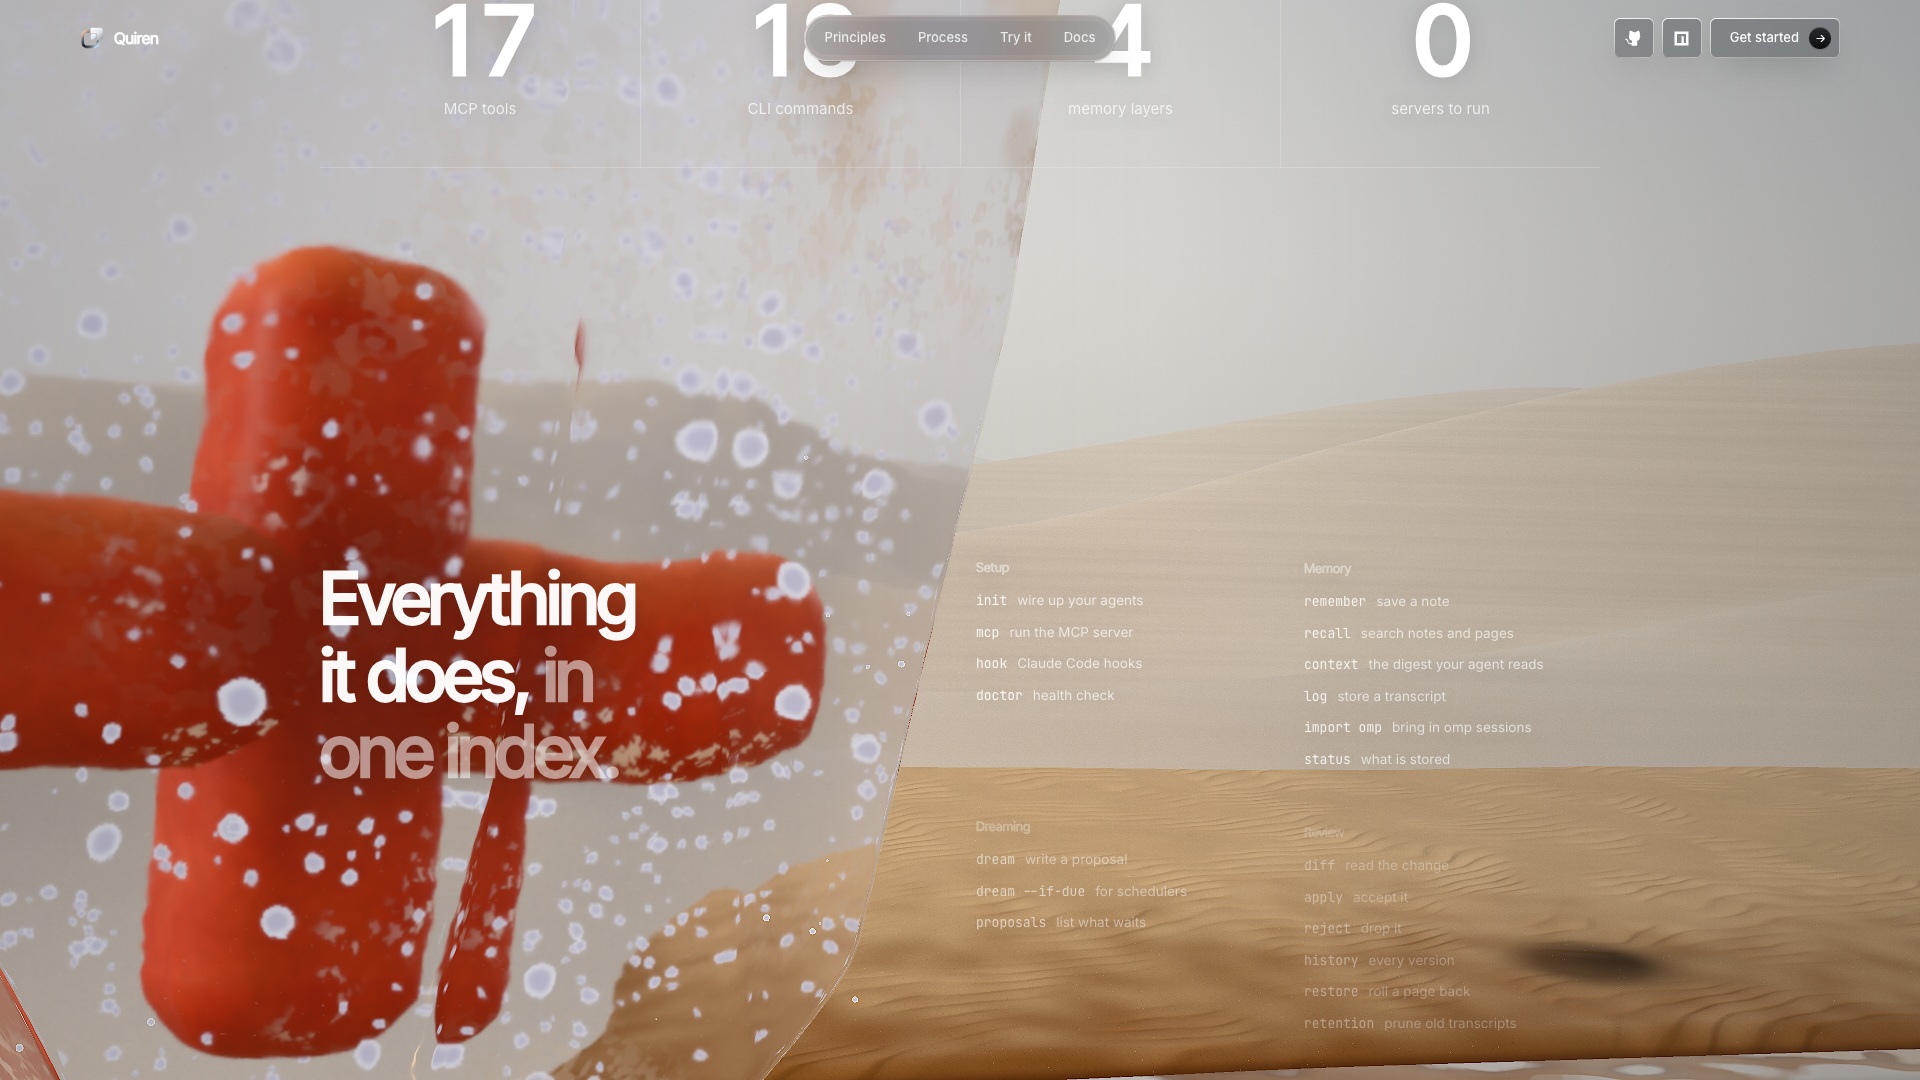 Quiren
Principles
Process
Try it
Docs
Get started
17
MCP tools
18
CLI commands
4
memory layers
0
servers to run
Everything
it does, in
one index.
Setup
init wire up your agents
mcp run the MCP server
hook Claude Code hooks
doctor health check
Memory
remember save a note
recall search notes and pages
context the digest your agent reads
log store a transcript
import omp bring in omp sessions
status what is stored
Dreaming
dream write a proposal
dream --if-due for schedulers
proposals list what waits
Review
diff read the change
apply accept it
reject drop it
history every version
restore roll a page back
retention prune old transcripts